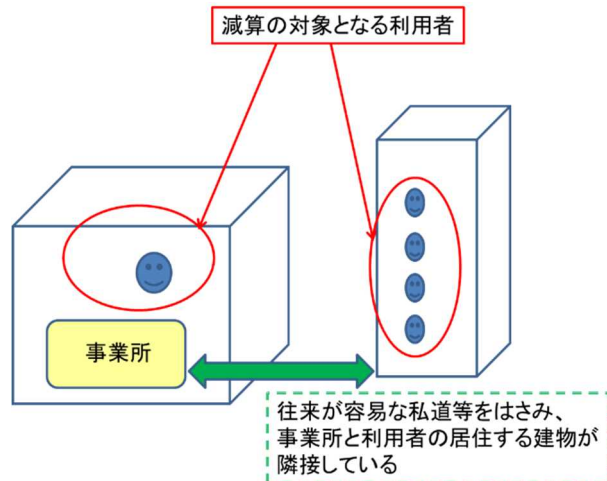 減算の対象となる利用者
事業所
往来が容易な私道等をはさみ、
事業所と利用者の居住する建物が
隣接している